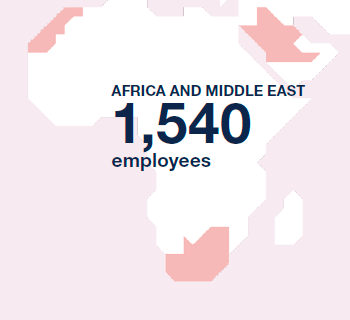 AFRICA AND MIDDLE EAST
1,540
employees